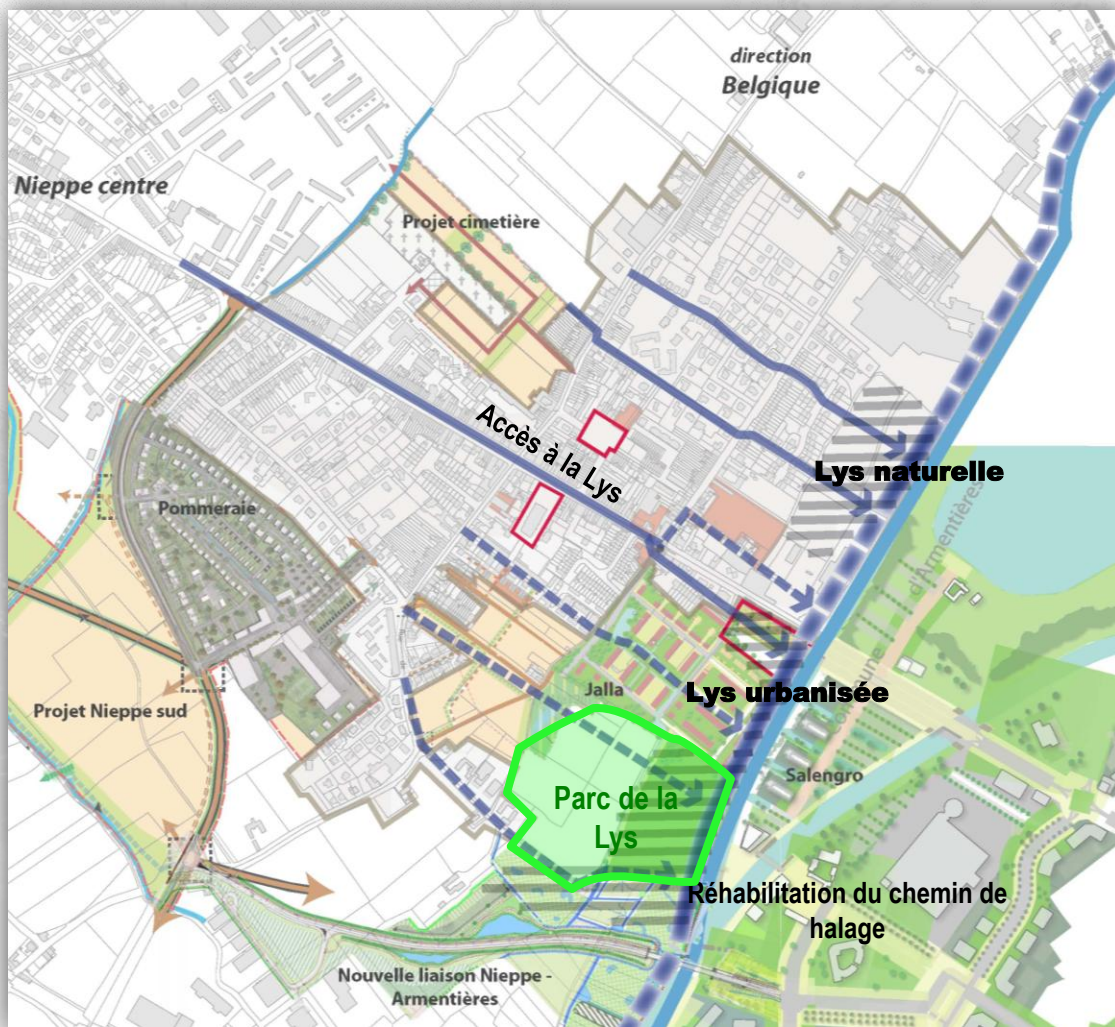 direction
Belgique
Nieppe centre
Projet cimetière
Accès à la Lys
Lys naturelle
d'Armentières
Pommeraie
Jalla
Lys urbanisée
Projet Nieppe sud
Salengro
Parc de la
Lys
Réhabilitation du chemin de
halage
Nouvelle liaison Nieppe -
Armentières